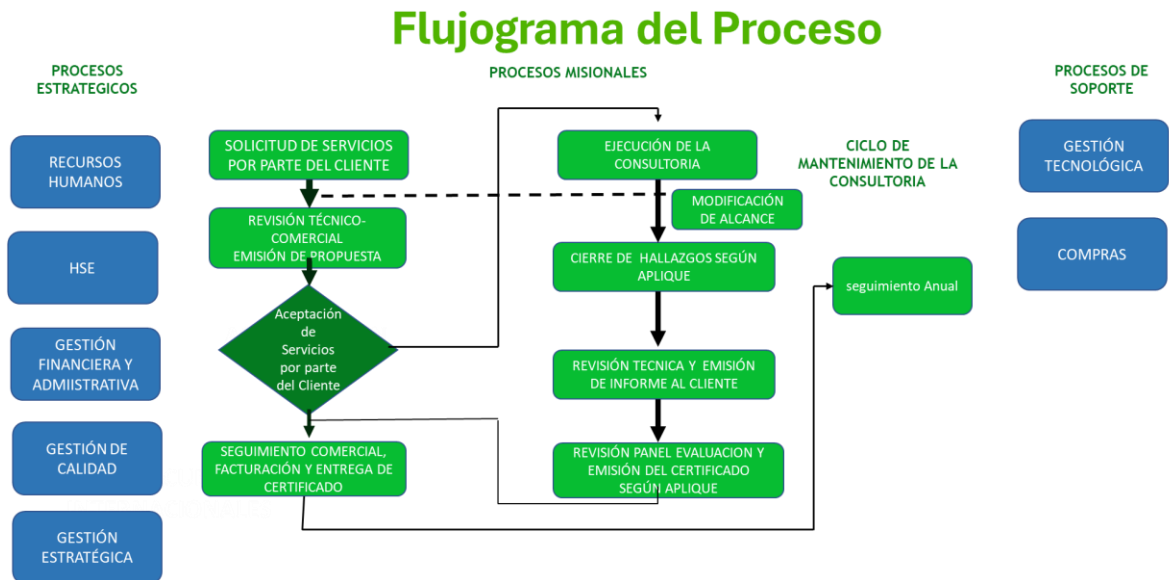 Flujograma del Proceso
PROCESOS
ESTRATEGICOS
RECURSOS
HUMANOS
HSE
GESTIÓN
FINANCIERA Y
ADMIISTRATIVA
GESTIÓN DE
CALIDAD
GESTIÓN
ESTRATÉGICA
PROCESOS MISIONALES
SOLICITUD DE SERVICIOS
POR PARTE DEL CLIENTE
REVISIÓN TÉCNICO-
COMERCIAL
EMISIÓN DE PROPUESTA
Aceptación
de
Servicios
por parte
del Cliente
SEGUIMIENTO COMERCIAL,
FACTURACIÓN Y ENTREGA DE
CERTIFICADO
EJECUCIÓN DE LA
CONSULTORIA
MODIFICACIÓN
DE ALCANCE
CIERRE DE HALLAZGOS SEGÚN
APLIQUE
REVISIÓN TECNICA Y EMISIÓN
DE INFORME AL CLIENTE
REVISIÓN PANEL EVALUACION Y
EMISIÓN DEL CERTIFICADO
SEGÚN APLIQUE
CICLO DE
MANTENIMIENTO DE LA
CONSULTORIA
seguimiento Anual
PROCESOS DE
SOPORTE
GESTIÓN
TECNOLÓGICA
COMPRAS